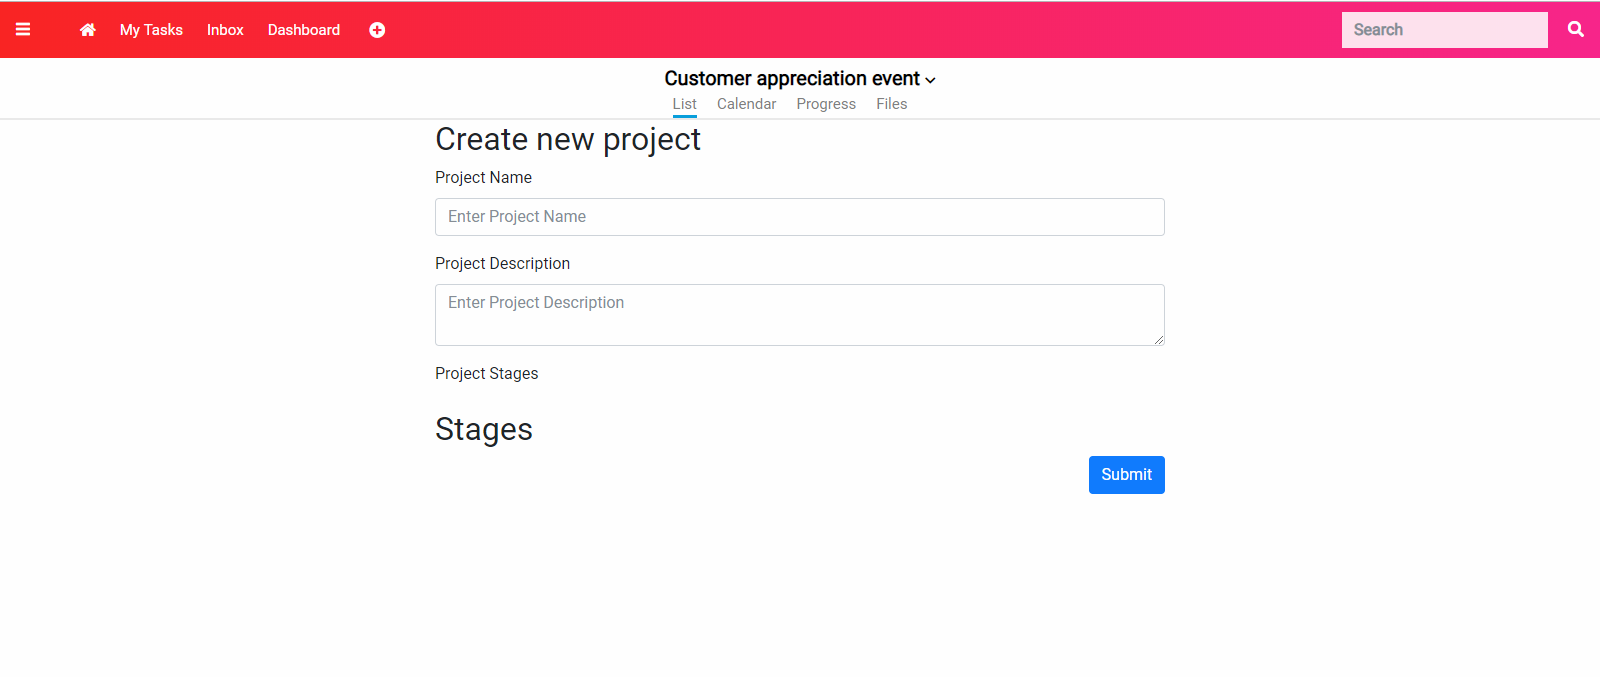 My Tasks Inbox Dashboard Search
Customer appreciation event
List Calendar Progress Files
Create new project
Project Name
Enter Project Name
Project Description
Enter Project Description
Project Stages
Stages
Submit